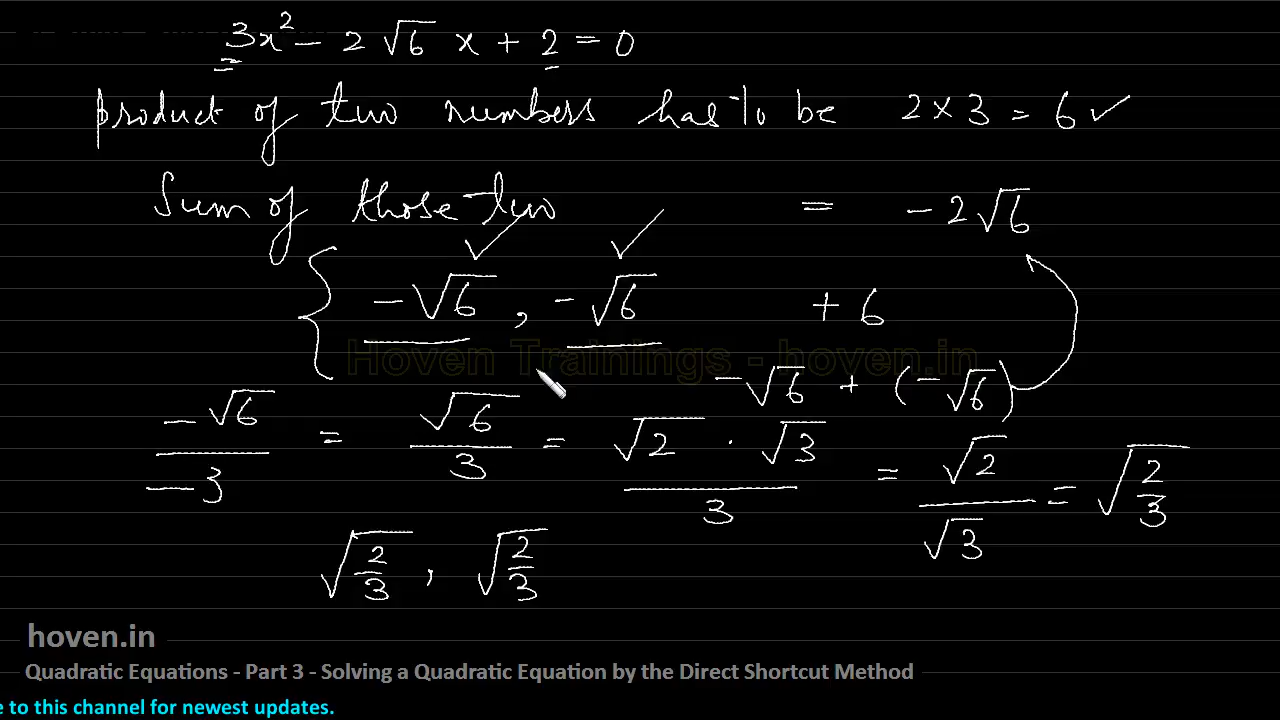 3x² − 2√6 x + 2 = 0
product of two numbers has to be 2 × 3 = 6 ✓
Sum of those two = − 2√6
{ −√6 , −√6 + 6
Hoven Trainings - hoven.in
−√6 + (−√6)
−√6/−3 = √6/3 = √2 · √3/3 = √2/√3 = √(2/3)
√(2/3) , √(2/3)
hoven.in
Quadratic Equations - Part 3 - Solving a Quadratic Equation by the Direct Shortcut Method
e to this channel for newest updates.